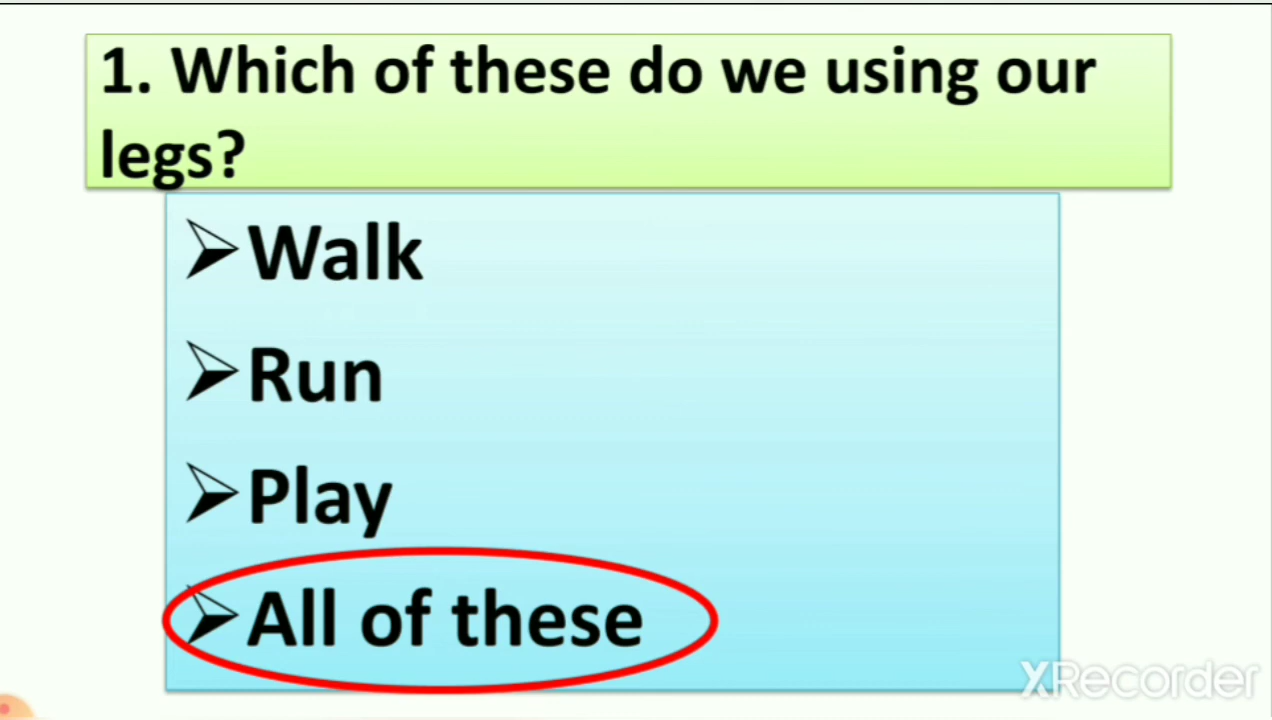 1. Which of these do we using our
legs?
➢Walk
➢Run
➢Play
➢All of these
XRecorder